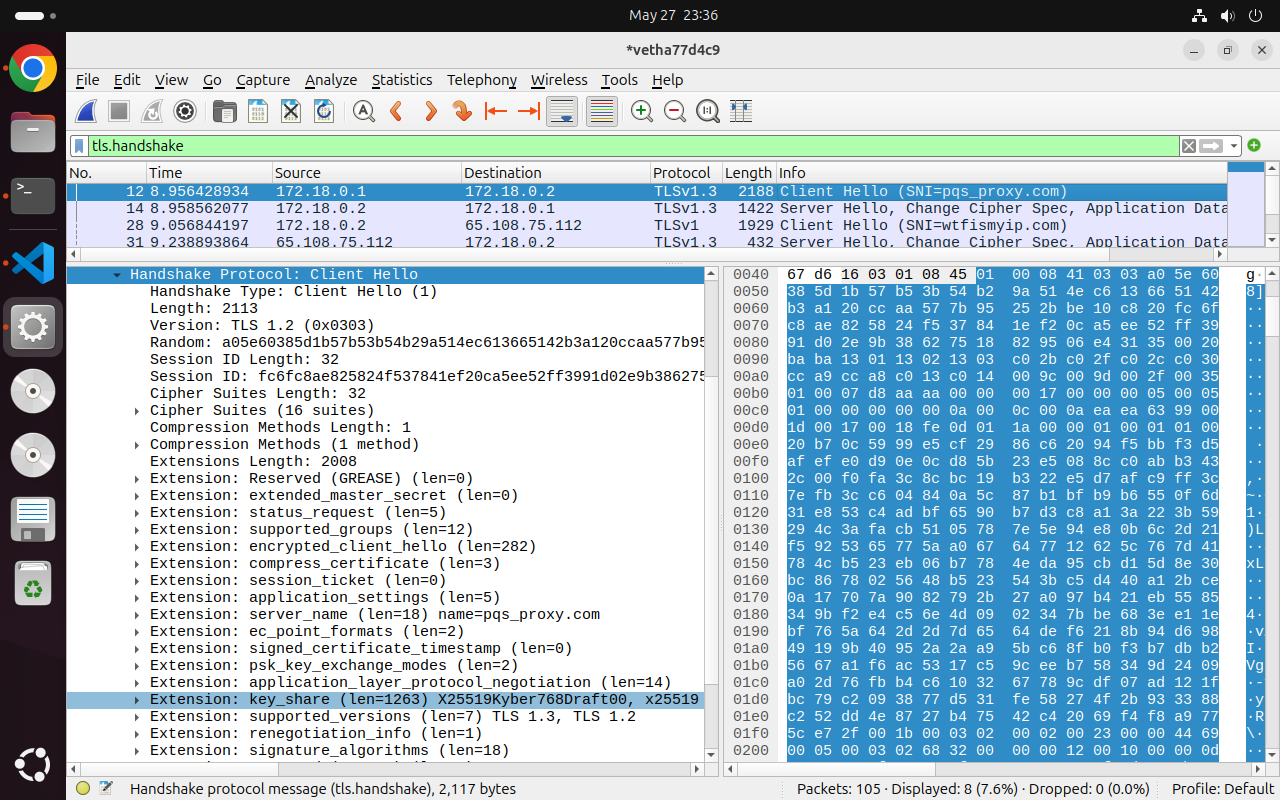 May 27 23:36
*vetha77d4c9
File Edit View Go Capture Analyze Statistics Telephony Wireless Tools Help
tls.handshake
No. Time Source Destination Protocol Length Info
12 8.956428934 172.18.0.1 172.18.0.2 TLSv1.3 2188 Client Hello (SNI=pqs_proxy.com)
14 8.958562077 172.18.0.2 172.18.0.1 TLSv1.3 1422 Server Hello, Change Cipher Spec, Application Data
28 9.056844197 172.18.0.2 65.108.75.112 TLSv1 1929 Client Hello (SNI=wtfismyip.com)
31 9.238893864 65.108.75.112 172.18.0.2 TLSv1.3 432 Server Hello, Change Cipher Spec, Application Data
Handshake Protocol: Client Hello
Handshake Type: Client Hello (1)
Length: 2113
Version: TLS 1.2 (0x0303)
Random: a05e60385d1b57b53b54b29a514ec613665142b3a120ccaa577b95
Session ID Length: 32
Session ID: fc6fc8ae825824f537841ef20ca5ee52ff3991d02e9b386275
Cipher Suites Length: 32
Cipher Suites (16 suites)
Compression Methods Length: 1
Compression Methods (1 method)
Extensions Length: 2008
Extension: Reserved (GREASE) (len=0)
Extension: extended_master_secret (len=0)
Extension: status_request (len=5)
Extension: supported_groups (len=12)
Extension: encrypted_client_hello (len=282)
Extension: compress_certificate (len=3)
Extension: session_ticket (len=0)
Extension: application_settings (len=5)
Extension: server_name (len=18) name=pqs_proxy.com
Extension: ec_point_formats (len=2)
Extension: signed_certificate_timestamp (len=0)
Extension: psk_key_exchange_modes (len=2)
Extension: application_layer_protocol_negotiation (len=14)
Extension: key_share (len=1263) X25519Kyber768Draft00, x25519
Extension: supported_versions (len=7) TLS 1.3, TLS 1.2
Extension: renegotiation_info (len=1)
Extension: signature_algorithms (len=18)
0040 67 d6 16 03 01 08 45 01 00 08 41 03 03 a0 5e 60 g·
0050 38 5d 1b 57 b5 3b 54 b2 9a 51 4e c6 13 66 51 42 8]
0060 b3 a1 20 cc aa 57 7b 95 25 2b be 10 c8 20 fc 6f ··
0070 c8 ae 82 58 24 f5 37 84 1e f2 0c a5 ee 52 ff 39 ··
0080 91 d0 2e 9b 38 62 75 18 82 95 06 e4 31 35 00 20 ··
0090 ba ba 13 01 13 02 13 03 c0 2b c0 2f c0 2c c0 30 ··
00a0 cc a9 cc a8 c0 13 c0 14 00 9c 00 9d 00 2f 00 35 ··
00b0 01 00 07 d8 aa aa 00 00 00 17 00 00 00 05 00 05 ··
00c0 01 00 00 00 00 00 0a 00 0c 00 0a ea ea 63 99 00 ··
00d0 1d 00 17 00 18 fe 0d 01 1a 00 00 01 00 01 01 00 ··
00e0 20 b7 0c 59 99 e5 cf 29 86 c6 20 94 f5 bb f3 d5 ·
00f0 af ef e0 d9 0e 0c d8 5b 23 e5 08 8c c0 ab b3 43 ··
0100 2c 00 f0 fa 3c 8c bc 19 b3 22 e5 d7 af c9 ff 3c ,·
0110 7e fb 3c c6 04 84 0a 5c 87 b1 bf b9 b6 55 0f 6d ~·
0120 31 e8 53 c4 ad bf 65 90 b7 d3 c8 a1 3a 22 3b 59 1·
0130 29 4c 3a fa cb 51 05 78 7e 5e 94 e8 0b 6c 2d 21 )L
0140 f5 92 53 65 77 5a a0 67 64 77 12 62 5c 76 7d 41 ··
0150 78 4c b5 23 eb 06 b7 78 4e da 95 cb d1 5d 8e 30 xL
0160 bc 86 78 02 56 48 b5 23 54 3b c5 d4 40 a1 2b ce ··
0170 0a 17 70 7a 90 82 79 2b 27 a0 97 b4 21 eb 55 85 ··
0180 34 9b f2 e4 c5 6e 4d 09 02 34 7b be 68 3e e1 1e 4·
0190 bf 76 5a 64 2d 2d 7d 65 64 de f6 21 8b 94 d6 98 ·v
01a0 49 19 9b 40 95 2a 2a a9 5b c6 8f b0 f3 b7 db b2 I·
01b0 56 67 a1 f6 ac 53 17 c5 9c ee b7 58 34 9d 24 09 Vg
01c0 a0 2d 76 fb b4 c6 10 32 67 78 9c df 07 ad 12 1f ·-
01d0 bc 79 c2 09 38 77 d5 31 fe 58 27 4f 2b 93 33 88 ·y
01e0 c2 52 dd 4e 87 27 b4 75 42 c4 20 69 f4 f8 a9 77 ·R
01f0 5c e7 2f 00 1b 00 03 02 00 02 00 23 00 00 44 69 \·
0200 00 05 00 03 02 68 32 00 00 00 12 00 10 00 00 0d ··
Handshake protocol message (tls.handshake), 2,117 bytes
Packets: 105 · Displayed: 8 (7.6%) · Dropped: 0 (0.0%)
Profile: Default